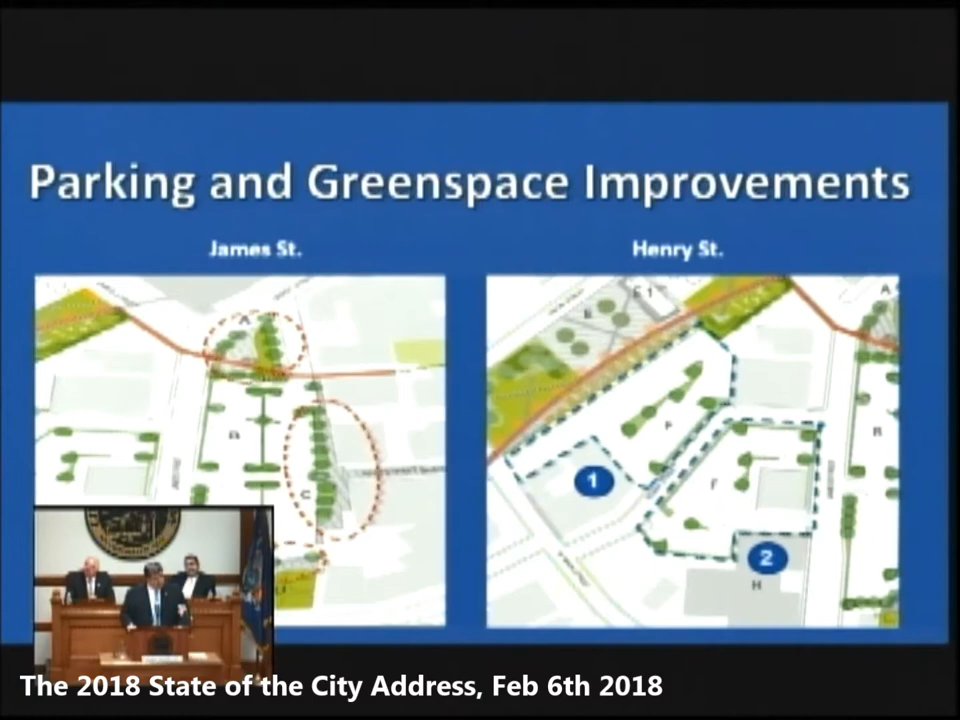 Parking and Greenspace Improvements
James St.
Henry St.
A
B
C
E
E1
A
F
B
1
2
H
The 2018 State of the City Address, Feb 6th 2018